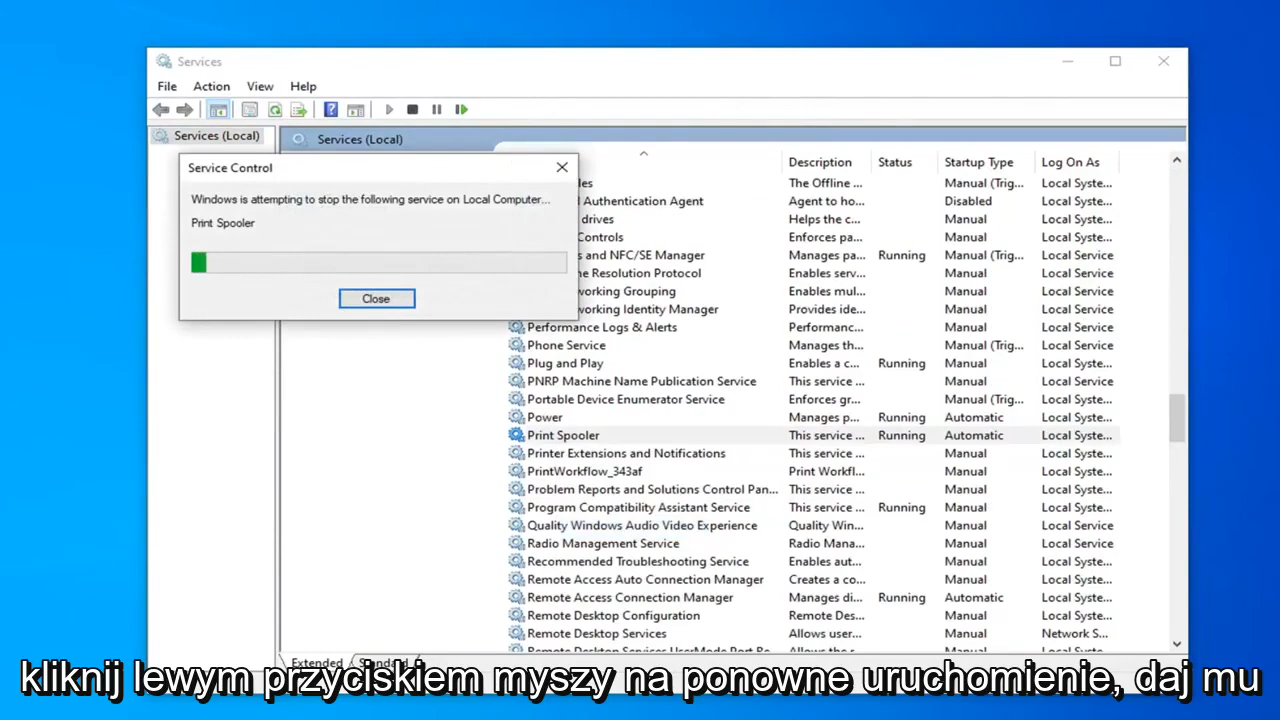 Services
File Action View Help
Services (Local)
Services (Local)
Service Control
Windows is attempting to stop the following service on Local Computer...
Print Spooler
Close
Description Status Startup Type Log On As
The Offline ... Manual (Trig... Local Syste...
Authentication Agent Agent to ho... Disabled Local Syste...
drives Helps the c... Manual Local Syste...
Controls Enforces pa... Manual Local Syste...
and NFC/SE Manager Manages pa... Running Manual (Trig... Local Service
Resolution Protocol Enables serv... Manual Local Service
Grouping Enables mul... Manual Local Service
Identity Manager Provides ide... Manual Local Service
Performance Logs & Alerts Performanc... Manual Local Service
Phone Service Manages th... Manual (Trig... Local Service
Plug and Play Enables a c... Running Manual Local Syste...
PNRP Machine Name Publication Service This service ... Manual Local Service
Portable Device Enumerator Service Enforces gr... Manual (Trig... Local Syste...
Power Manages p... Running Automatic Local Syste...
Print Spooler This service ... Running Automatic Local Syste...
Printer Extensions and Notifications This service ... Manual Local Syste...
PrintWorkflow_343af Print Workfl... Manual Local Syste...
Problem Reports and Solutions Control Pan... This service ... Manual Local Syste...
Program Compatibility Assistant Service This service ... Running Manual Local Syste...
Quality Windows Audio Video Experience Quality Win... Manual Local Service
Radio Management Service Radio Mana... Manual Local Service
Recommended Troubleshooting Service Enables aut... Manual Local Syste...
Remote Access Auto Connection Manager Creates a co... Manual Local Syste...
Remote Access Connection Manager Manages di... Running Automatic Local Syste...
Remote Desktop Configuration Remote Des... Manual Local Syste...
Remote Desktop Services Allows user... Manual Network S...
Extended Standard
kliknij lewym przyciskiem myszy na ponowne uruchomienie, daj mu